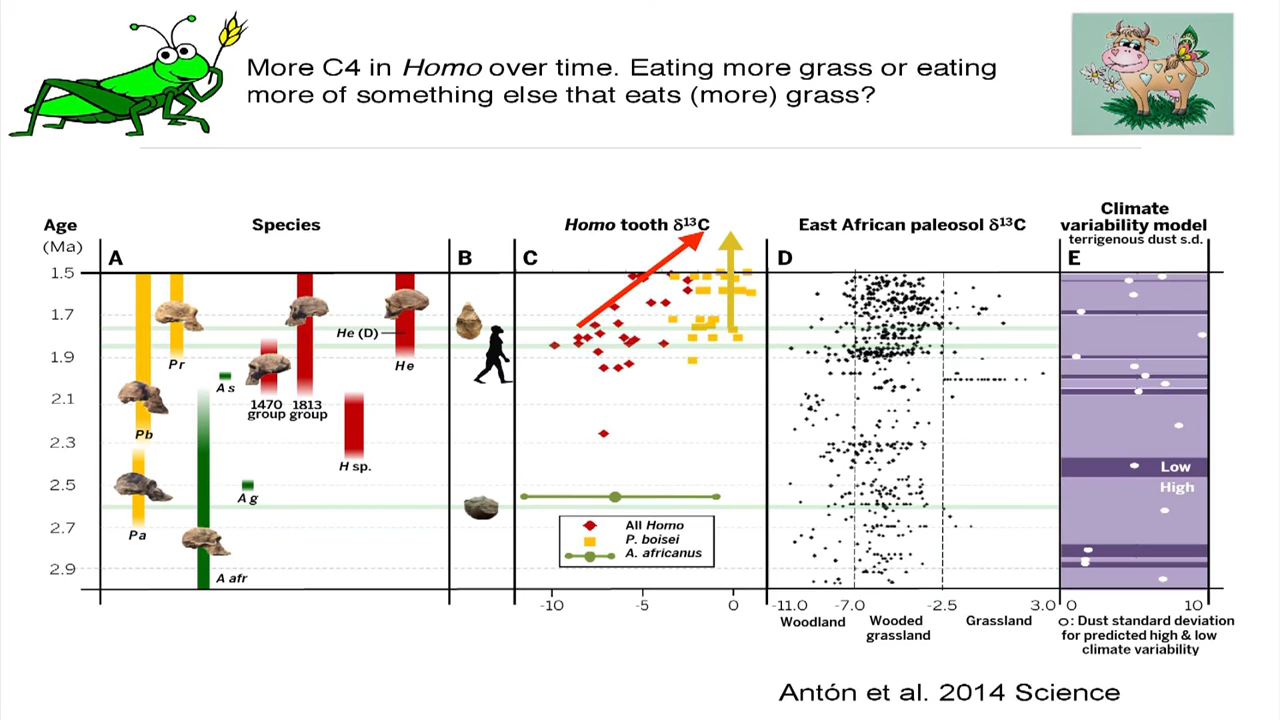 More C4 in Homo over time. Eating more grass or eating
more of something else that eats (more) grass?
Age
(Ma)
Species
Homo tooth δ13C
East African paleosol δ13C
Climate
variability model
terrigenous dust s.d.
A
B
C
D
E
1.5
1.7
1.9
2.1
2.3
2.5
2.7
2.9
Pr
A s
He (D)
He
1470
group
1813
group
Pb
H sp.
A g
Pa
A afr
All Homo
P. boisei
A. africanus
Low
High
-10
-5
0
-11.0
-7.0
-2.5
3.0
0
10
Woodland
Wooded
grassland
Grassland
O: Dust standard deviation
for predicted high & low
climate variability
Antón et al. 2014 Science